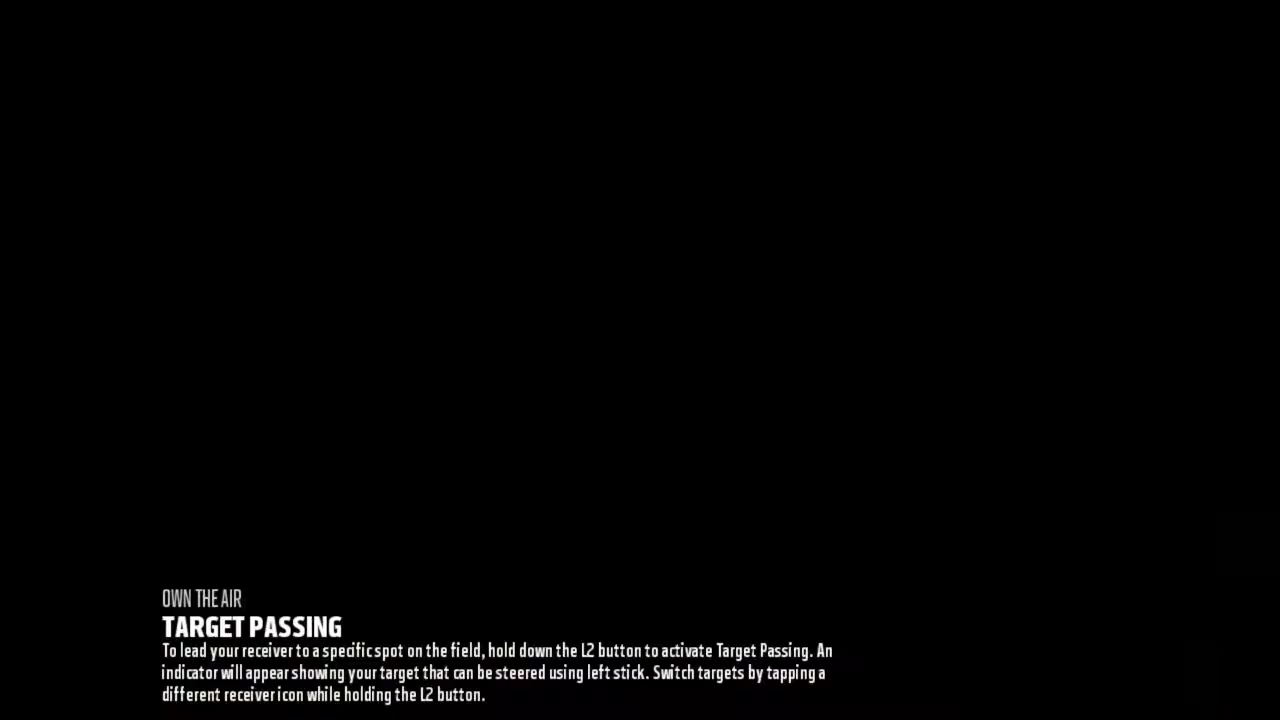 OWN THE AIR
TARGET PASSING
To lead your receiver to a specific spot on the field, hold down the L2 button to activate Target Passing. An
indicator will appear showing your target that can be steered using left stick. Switch targets by tapping a
different receiver icon while holding the L2 button.